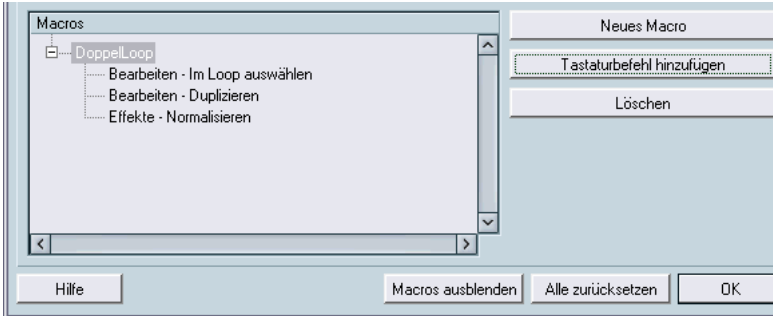 Macros
DoppelLoop
Bearbeiten - Im Loop auswählen
Bearbeiten - Duplizieren
Effekte - Normalisieren
Neues Macro
Tastaturbefehl hinzufügen
Löschen
Hilfe
Macros ausblenden
Alle zurücksetzen
OK